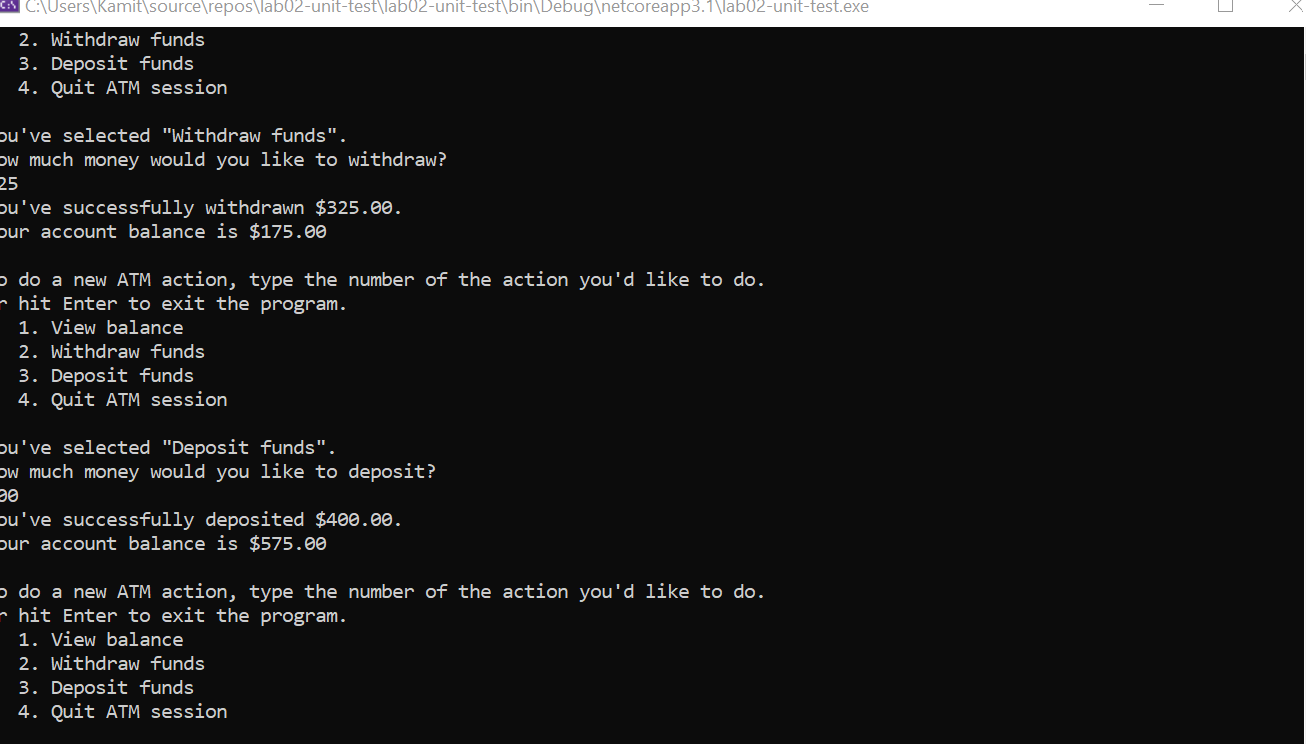 C:\Users\Kamit\source\repos\lab02-unit-test\lab02-unit-test\bin\Debug\netcoreapp3.1\lab02-unit-test.exe
2. Withdraw funds
3. Deposit funds
4. Quit ATM session
ou've selected "Withdraw funds".
ow much money would you like to withdraw?
25
ou've successfully withdrawn $325.00.
our account balance is $175.00
o do a new ATM action, type the number of the action you'd like to do.
r hit Enter to exit the program.
1. View balance
2. Withdraw funds
3. Deposit funds
4. Quit ATM session
ou've selected "Deposit funds".
ow much money would you like to deposit?
00
ou've successfully deposited $400.00.
our account balance is $575.00
o do a new ATM action, type the number of the action you'd like to do.
r hit Enter to exit the program.
1. View balance
2. Withdraw funds
3. Deposit funds
4. Quit ATM session